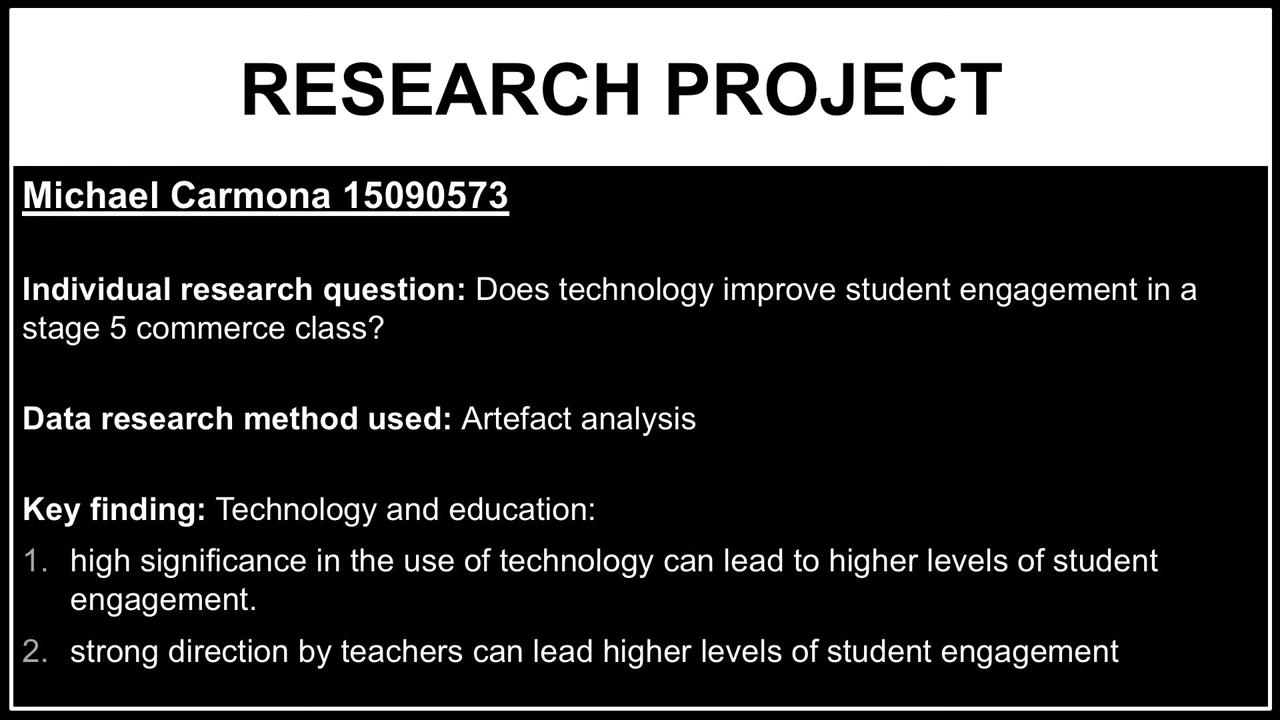 RESEARCH PROJECT
Michael Carmona 15090573
Individual research question: Does technology improve student engagement in a
stage 5 commerce class?
Data research method used: Artefact analysis
Key finding: Technology and education:
1. high significance in the use of technology can lead to higher levels of student
engagement.
2. strong direction by teachers can lead higher levels of student engagement